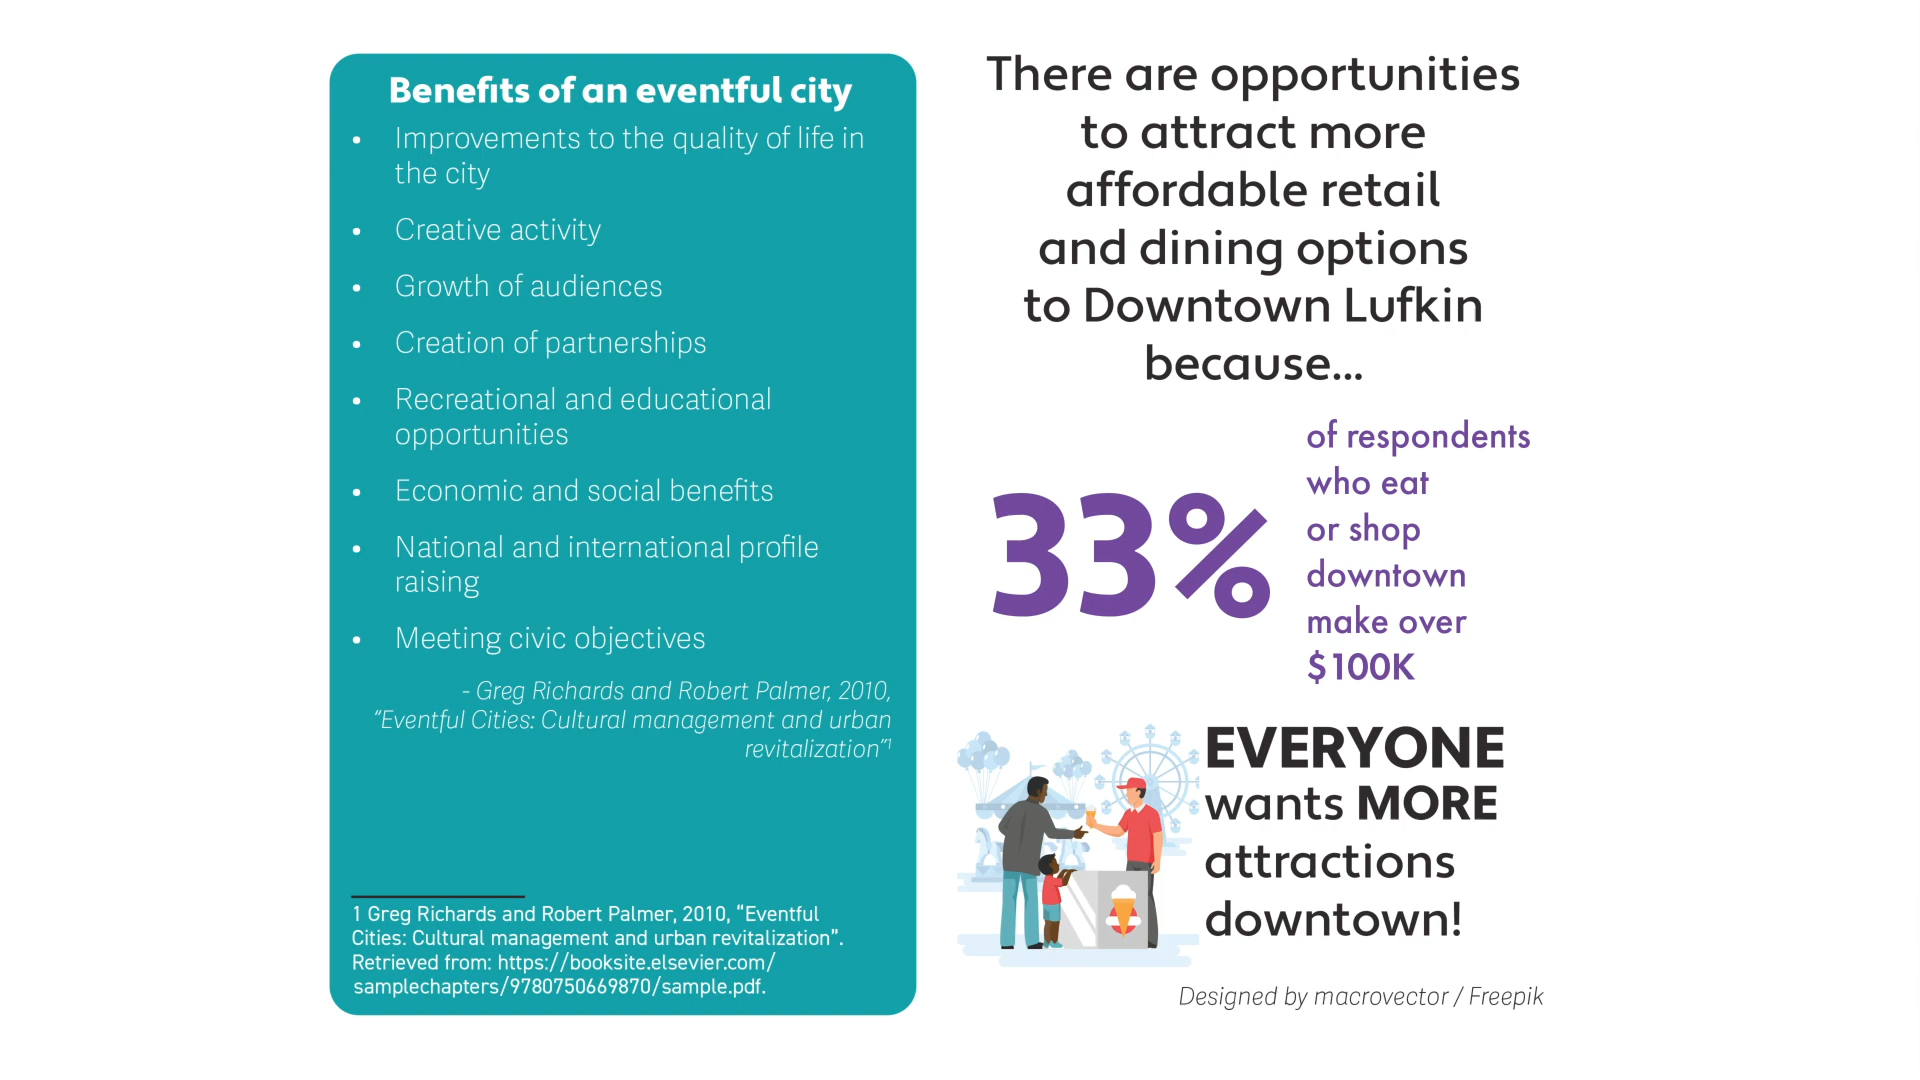 Benefits of an eventful city
• Improvements to the quality of life in
the city
• Creative activity
• Growth of audiences
• Creation of partnerships
• Recreational and educational
opportunities
• Economic and social benefits
• National and international profile
raising
• Meeting civic objectives
- Greg Richards and Robert Palmer, 2010,
“Eventful Cities: Cultural management and urban
revitalization”1
1 Greg Richards and Robert Palmer, 2010, “Eventful
Cities: Cultural management and urban revitalization”.
Retrieved from: https://booksite.elsevier.com/
samplechapters/9780750669870/sample.pdf.
There are opportunities
to attract more
affordable retail
and dining options
to Downtown Lufkin
because...
33%
of respondents
who eat
or shop
downtown
make over
$100K
EVERYONE
wants MORE
attractions
downtown!
Designed by macrovector / Freepik